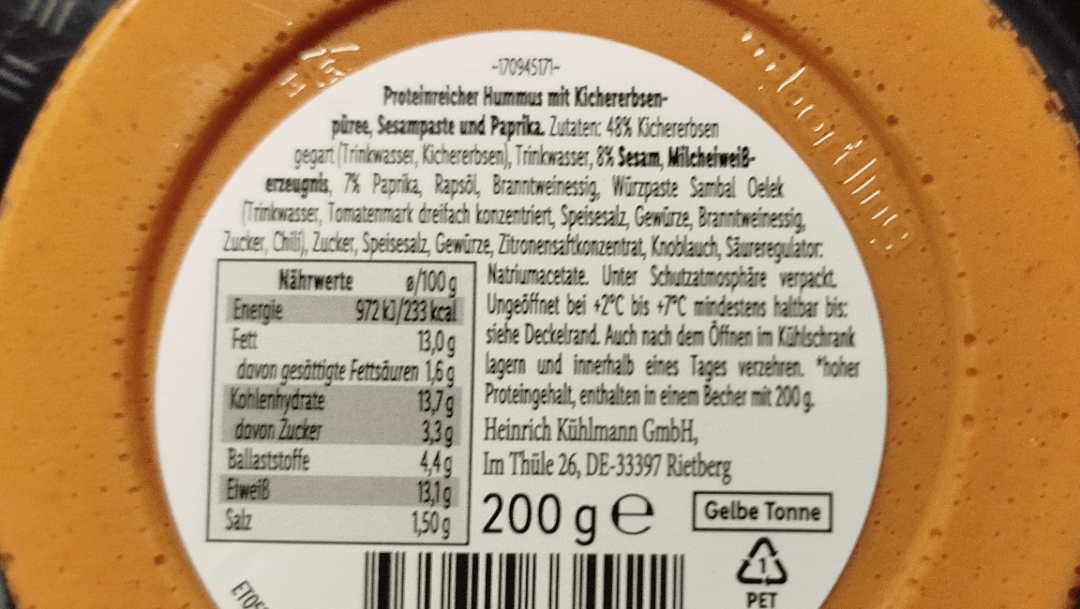 -170945171-
Proteinreicher Hummus mit Kichererbsen-
püree, Sesampaste und Paprika. Zutaten: 48% Kichererbsen
gegart (Trinkwasser, Kichererbsen), Trinkwasser, 8% Sesam, Milcheiweiß-
erzeugnis, 7% Paprika, Rapsöl, Branntweinessig, Würzpaste Sambal Oelek
(Trinkwasser, Tomatenmark dreifach konzentriert, Speisesalz, Gewürze, Branntweinessig,
Zucker, Chili), Zucker, Speisesalz, Gewürze, Zitronensaftkonzentrat, Knoblauch, Säureregulator:
Natriumacetate. Unter Schutzatmosphäre verpackt.
Ungeöffnet bei +2°C bis +7°C mindestens haltbar bis:
siehe Deckelrand. Auch nach dem Öffnen im Kühlschrank
lagern und innerhalb eines Tages verzehren. *hoher
Proteingehalt, enthalten in einem Becher mit 200 g.
Heinrich Kühlmann GmbH,
Im Thüle 26, DE-33397 Rietberg
Nährwerte ø/100 g
Energie 972 kJ/233 kcal
Fett 13,0 g
davon gesättigte Fettsäuren 1,6 g
Kohlenhydrate 13,7 g
davon Zucker 3,3 g
Ballaststoffe 4,4 g
Eiweiß 13,1 g
Salz 1,50 g
200 g e
Gelbe Tonne
1
PET